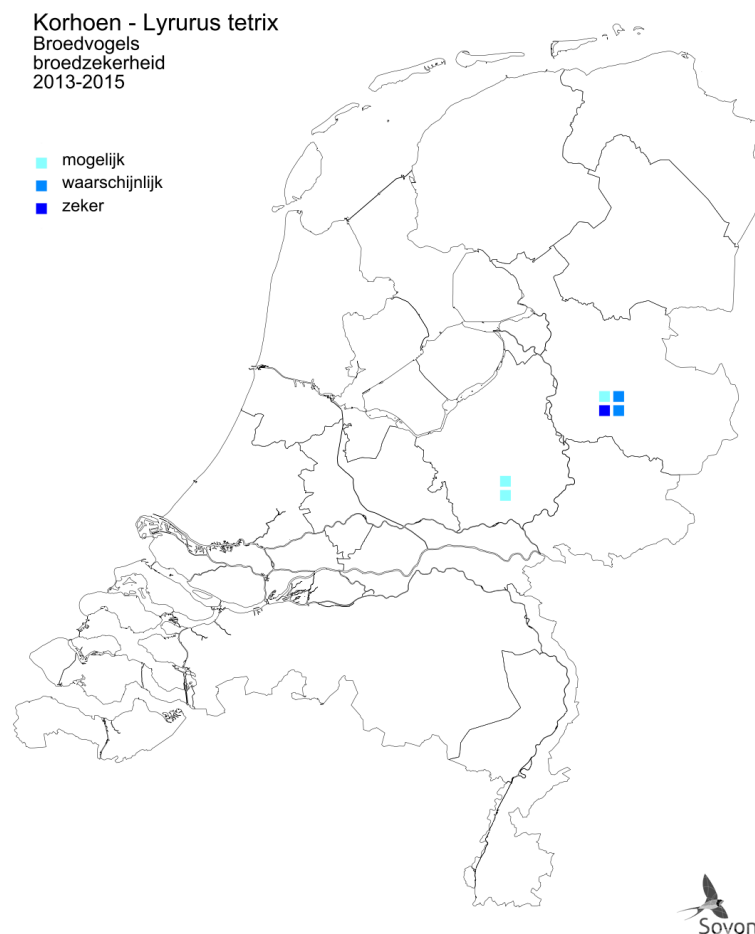 Korhoen - Lyrurus tetrix
Broedvogels
broedzekerheid
2013-2015
mogelijk
waarschijnlijk
zeker
Sovon